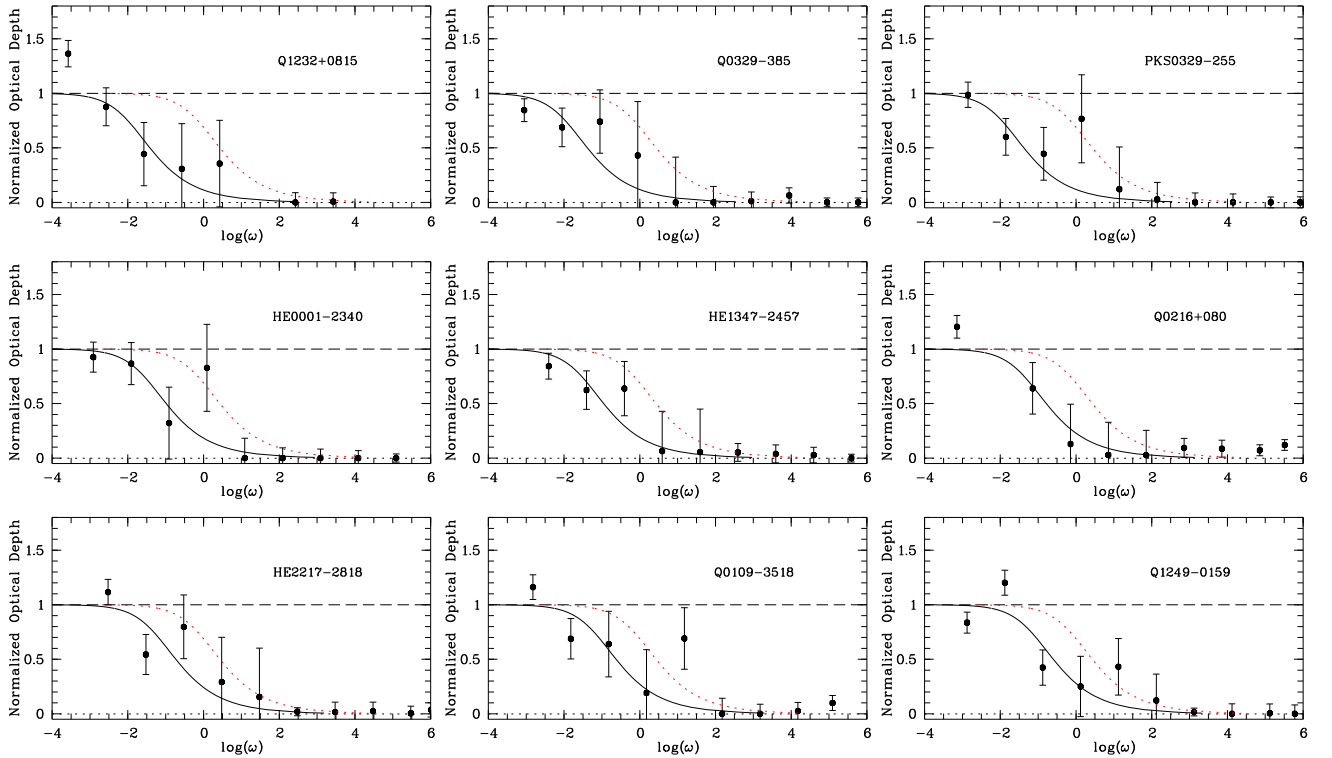 Normalized Optical Depth
1.5
1
0.5
0
Q1232+0815
−4 −2 0 2 4 6
log(ω)
Normalized Optical Depth
1.5
1
0.5
0
Q0329−385
−4 −2 0 2 4 6
log(ω)
Normalized Optical Depth
1.5
1
0.5
0
PKS0329−255
−4 −2 0 2 4 6
log(ω)
Normalized Optical Depth
1.5
1
0.5
0
HE0001−2340
−4 −2 0 2 4 6
log(ω)
Normalized Optical Depth
1.5
1
0.5
0
HE1347−2457
−4 −2 0 2 4 6
log(ω)
Normalized Optical Depth
1.5
1
0.5
0
Q0216+080
−4 −2 0 2 4 6
log(ω)
Normalized Optical Depth
1.5
1
0.5
0
HE2217−2818
−4 −2 0 2 4 6
log(ω)
Normalized Optical Depth
1.5
1
0.5
0
Q0109−3518
−4 −2 0 2 4 6
log(ω)
Normalized Optical Depth
1.5
1
0.5
0
Q1249−0159
−4 −2 0 2 4 6
log(ω)